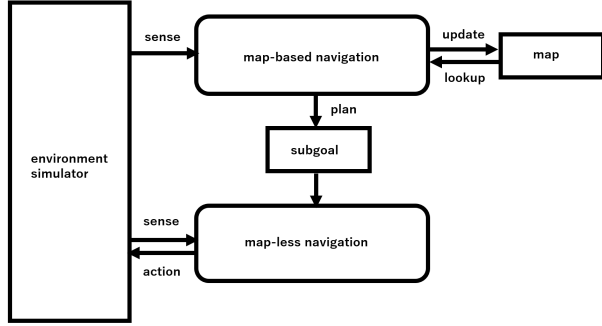 sense
map-based navigation
update
lookup
map
plan
subgoal
environment
simulator
sense
action
map-less navigation